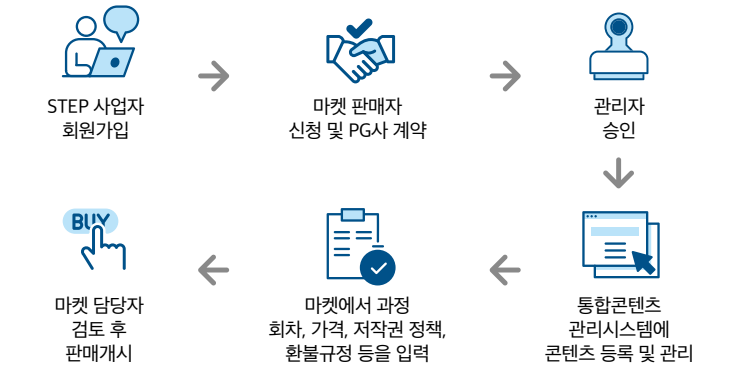 STEP 사업자
회원가입
마켓 판매자
신청 및 PG사 계약
관리자
승인
통합콘텐츠
관리시스템에
콘텐츠 등록 및 관리
마켓에서 과정
회차, 가격, 저작권 정책,
환불규정 등을 입력
BUY
마켓 담당자
검토 후
판매개시